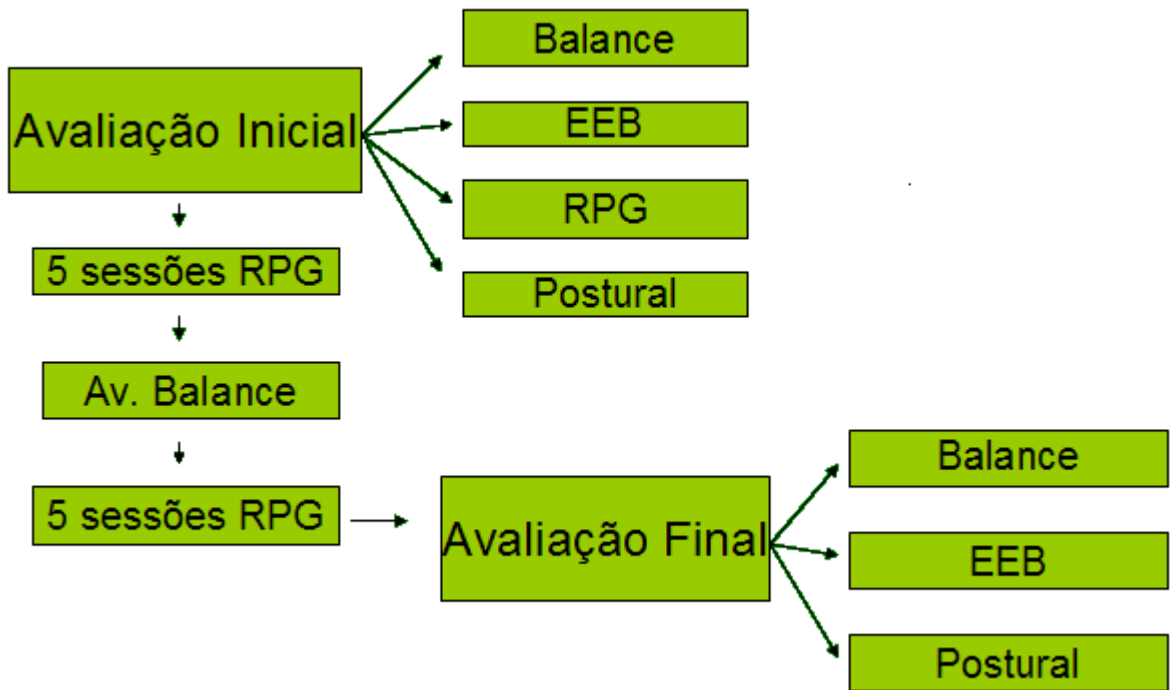 Avaliação Inicial
Balance
EEB
RPG
Postural
5 sessões RPG
Av. Balance
5 sessões RPG
Avaliação Final
Balance
EEB
Postural